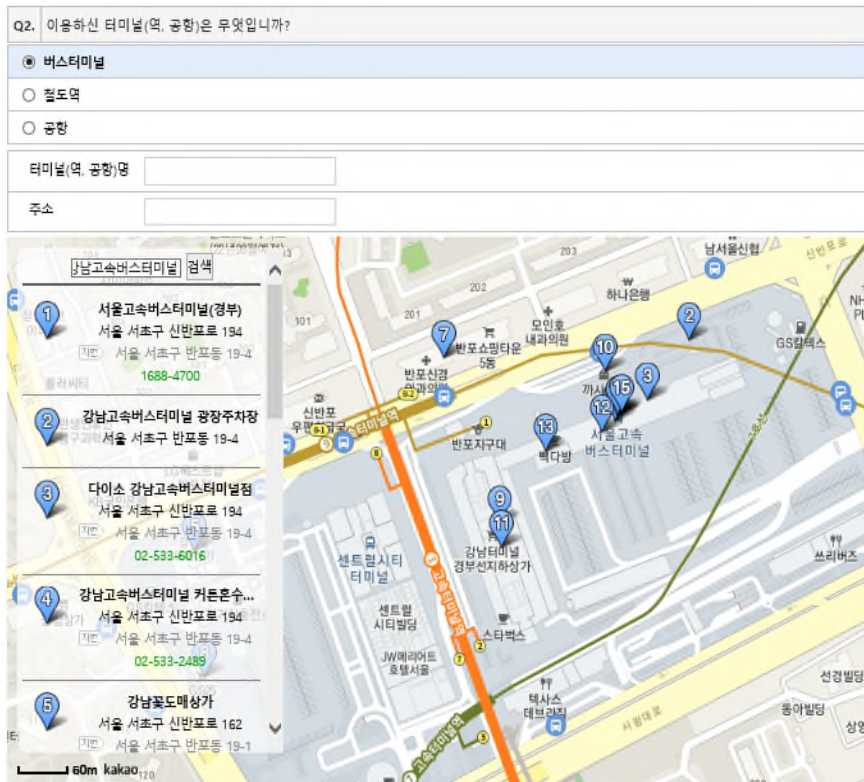 Q2. 이용하신 터미널(역, 공항)은 무엇입니까?
버스터미널
철도역
공항
터미널(역, 공항)명
주소
남고속버스터미널 검색
1 서울고속버스터미널(경부)
서울 서초구 신반포로 194
지번 서울 서초구 반포동 19-4
1688-4700
2 강남고속버스터미널 광장주차장
서울 서초구 반포동 19-4
3 다이소 강남고속버스터미널점
서울 서초구 신반포로 194
지번 서울 서초구 반포동 19-4
02-533-6016
4 강남고속버스터미널 커튼혼수...
서울 서초구 신반포로 194
지번 서울 서초구 반포동 19-4
02-533-2489
5 강남꽃도매상가
서울 서초구 신반포로 162
지번 서울 서초구 반포동 19-1
60m kakao
120
남서울신협
신반포로
203
202
하나은행
101
201
모인호
내과의원
2
7
반포쇼핑타운
5동
GS칼텍스
10
반포신경
외과의원
15
3
12
신반포
8-2
8-1
1
13
반포지구대
빽다방
서울고속
버스터미널
3호선
9
11
강남터미널
경부선지하상가
센트럴시티
터미널
쓰리버즈
고속터미널역
센트럴
시티빌딩
스타벅스
JW메리어트
호텔서울
2
7
텍사스
데브라질
사평대로
선경빌딩
동아빌딩
고속터미널역